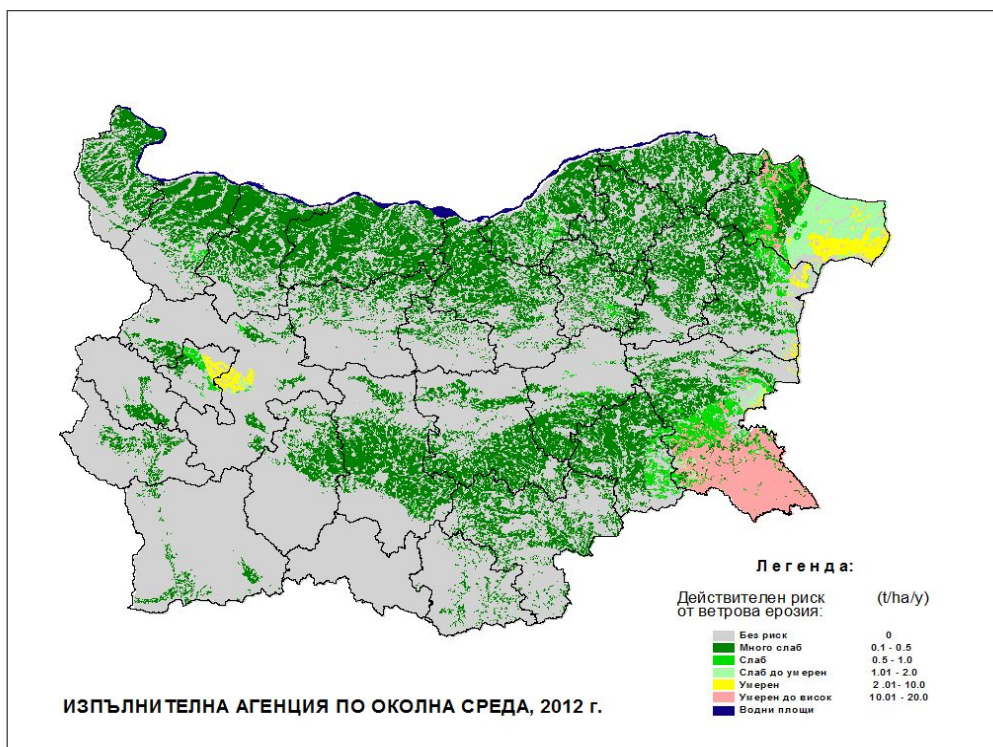 Легенда:
Действителен риск (t/ha/y)
от ветрова ерозия:
Без риск 0
Много слаб 0.1 - 0.5
Слаб 0.5 - 1.0
Слаб до умерен 1.01 - 2.0
Умерен 2 .01- 10.0
Умерен до висок 10.01 - 20.0
Водни площи
ИЗПЪЛНИТЕЛНА АГЕНЦИЯ ПО ОКОЛНА СРЕДА, 2012 г.